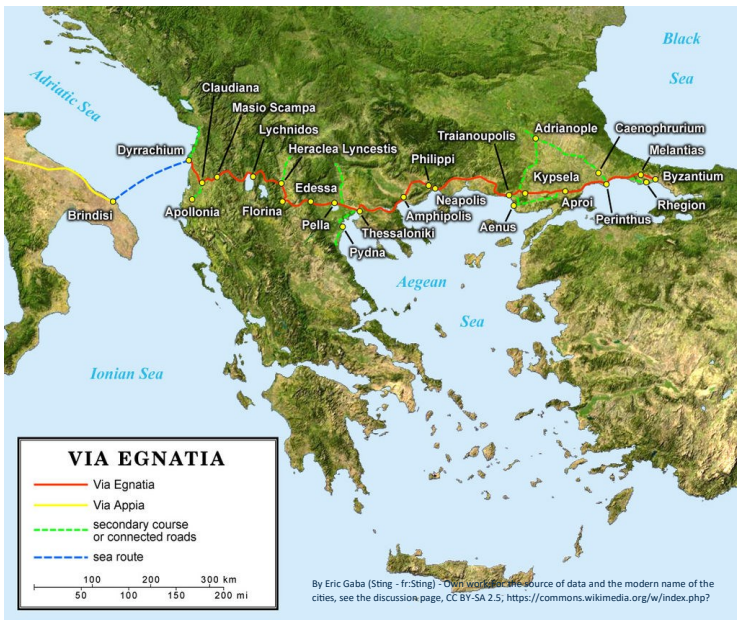 Black
Sea
Adriatic Sea
Claudiana
Masio Scampa
Lychnidos
Heraclea Lyncestis
Dyrrachium
Traianoupolis
Adrianople
Caenophrurium
Melantias
Philippi
Edessa
Kypsela
Byzantium
Brindisi
Apollonia
Florina
Pella
Thessaloniki
Pydna
Amphipolis
Neapolis
Aenus
Aproi
Perinthus
Rhegion
Aegean
Sea
Ionian Sea
VIA EGNATIA
Via Egnatia
Via Appia
secondary course
or connected roads
sea route
100 200 300 km
50 100 150 200 mi
By Eric Gaba (Sting - fr:Sting) - Own work;For the source of data and the modern name of the
cities, see the discussion page, CC BY-SA 2.5, https://commons.wikimedia.org/w/index.php?